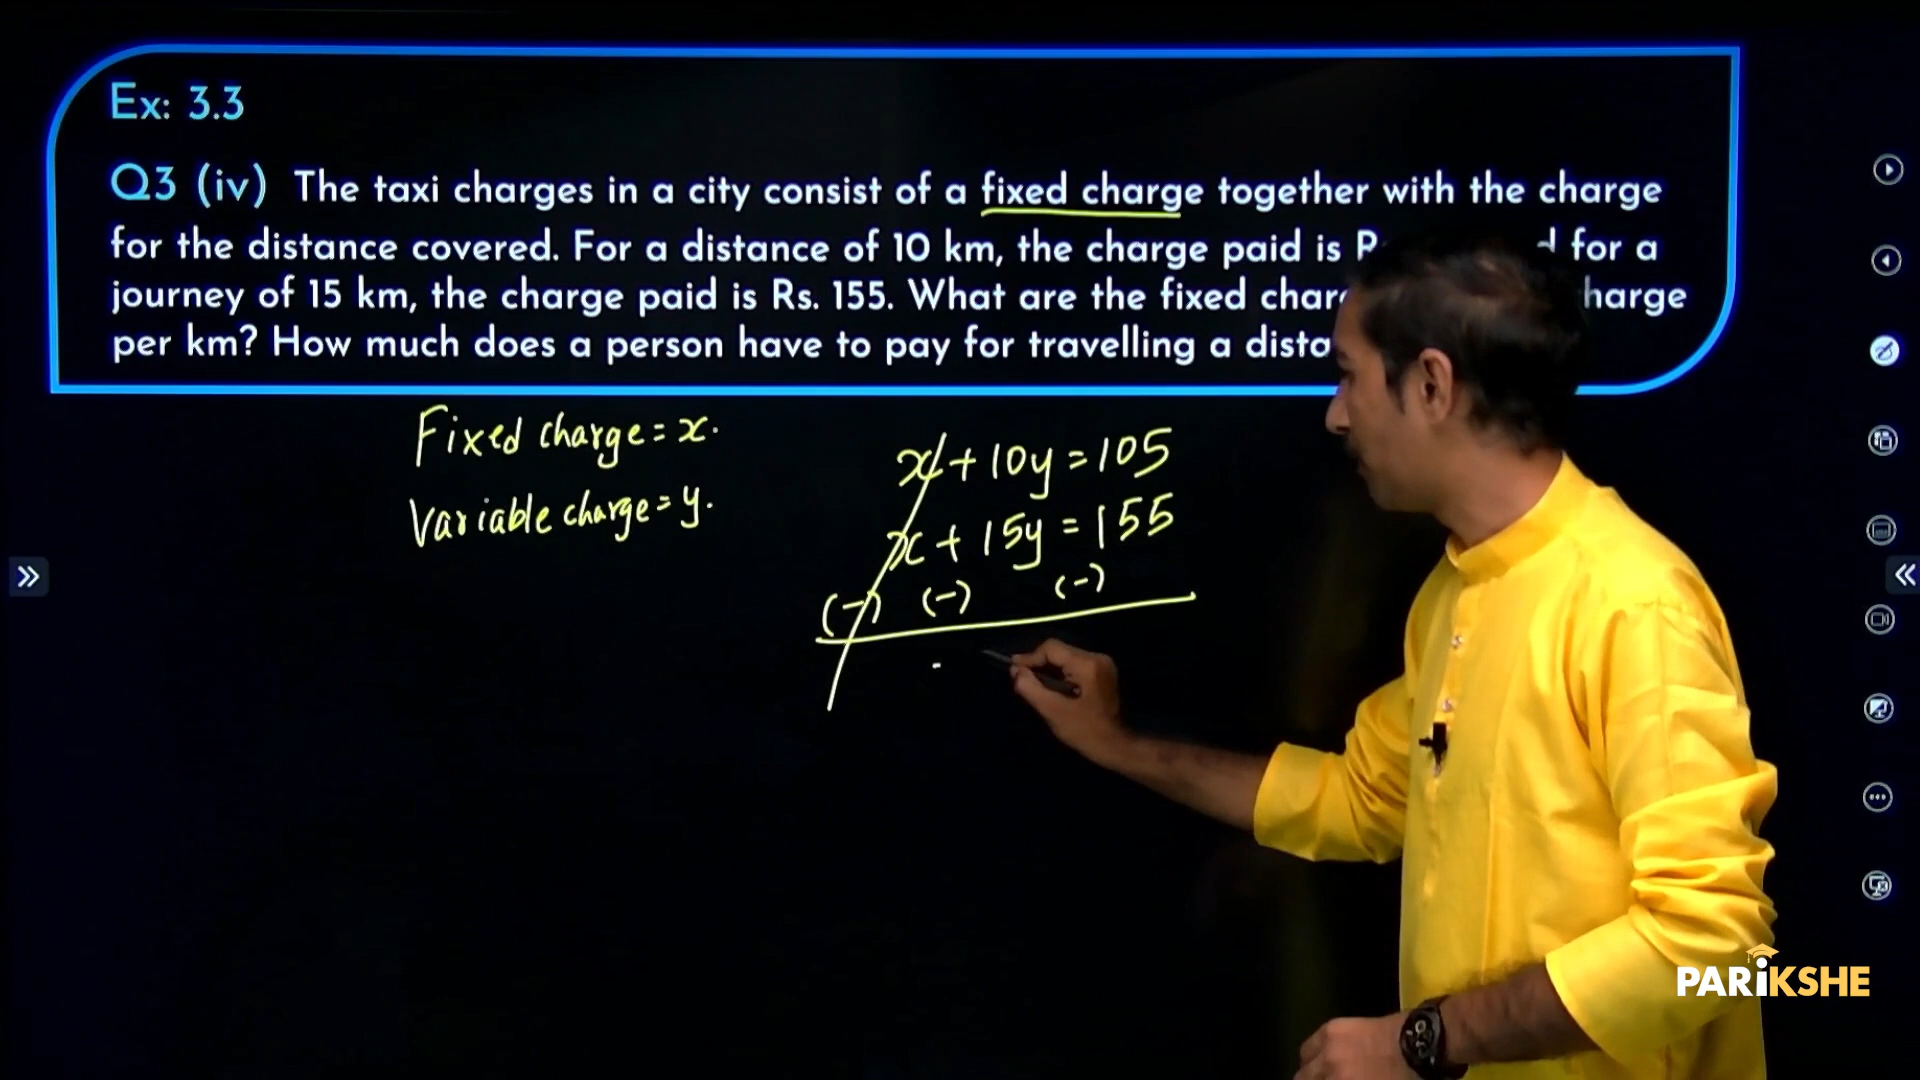 Ex: 3.3
Q3 (iv) The taxi charges in a city consist of a fixed charge together with the charge
for the distance covered. For a distance of 10 km, the charge paid is for a
journey of 15 km, the charge paid is Rs. 155. What are the fixed
per km? How much does a person have to pay for travelling a
Fixed charge = x.
Variable charge = y.
x + 10y = 105
x + 15y = 155
(-) (-) (-)
-
PARiKSHE